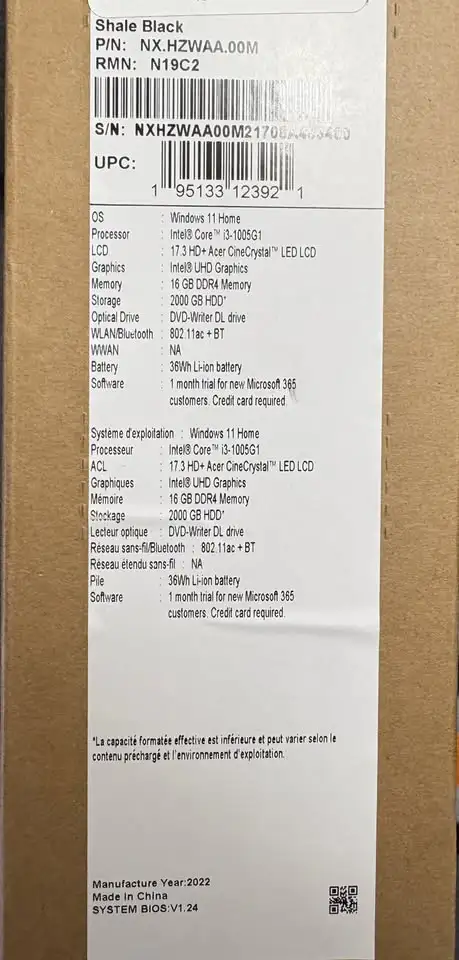 Shale Black
P/N: NX.HZWAA.00M
RMN: N19C2
S/N:
UPC:
1 95133 12392 1
OS : Windows 11 Home
Processor : Intel® Core™ i3-1005G1
LCD : 17.3 HD+ Acer CineCrystal™ LED LCD
Graphics : Intel® UHD Graphics
Memory : 16 GB DDR4 Memory
Storage : 2000 GB HDD*
Optical Drive : DVD-Writer DL drive
WLAN/Bluetooth : 802.11ac + BT
WWAN : NA
Battery : 36Wh Li-ion battery
Software : 1 month trial for new Microsoft 365
customers. Credit card required.
Système d'exploitation : Windows 11 Home
Processeur : Intel® Core™ i3-1005G1
ACL : 17.3 HD+ Acer CineCrystal™ LED LCD
Graphiques : Intel® UHD Graphics
Mémoire : 16 GB DDR4 Memory
Stockage : 2000 GB HDD*
Lecteur optique : DVD-Writer DL drive
Réseau sans-fil/Bluetooth : 802.11ac + BT
Réseau étendu sans-fil : NA
Pile : 36Wh Li-ion battery
Software : 1 month trial for new Microsoft 365
customers. Credit card required.
*La capacité formatée effective est inférieure et peut varier selon le
contenu préchargé et l'environnement d'exploitation.
Manufacture Year:2022
Made in China
SYSTEM BIOS:V1.24